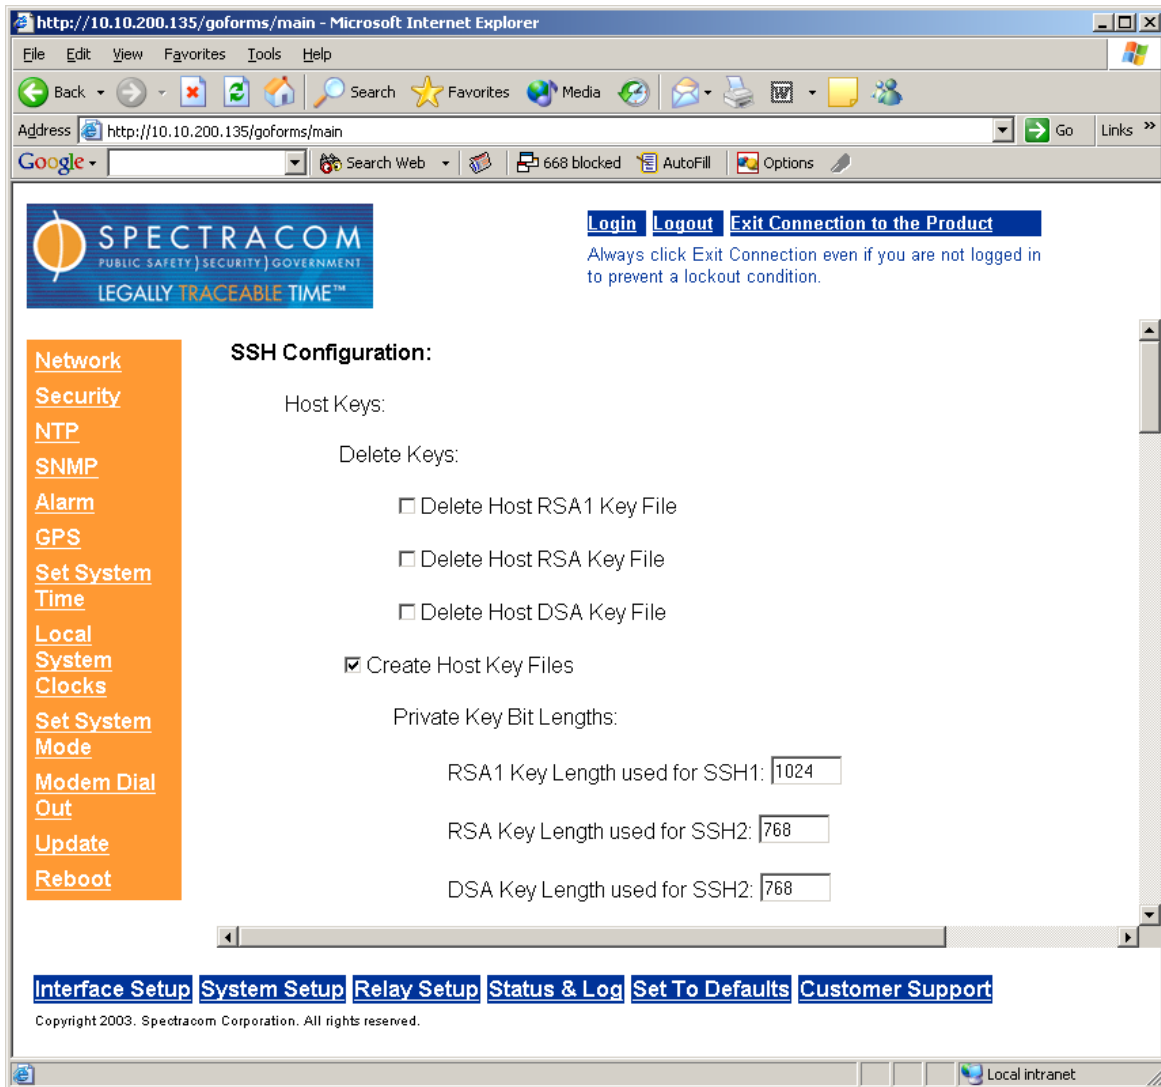 http://10.10.200.135/goforms/main - Microsoft Internet Explorer
File Edit View Favorites Tools Help
Back Search Favorites Media
Address http://10.10.200.135/goforms/main Go Links »
Google Search Web 668 blocked AutoFill Options
SPECTRACOM
PUBLIC SAFETY ) SECURITY ) GOVERNMENT
LEGALLY TRACEABLE TIME™
Login Logout Exit Connection to the Product
Always click Exit Connection even if you are not logged in
to prevent a lockout condition.
Network
Security
NTP
SNMP
Alarm
GPS
Set System
Time
Local
System
Clocks
Set System
Mode
Modem Dial
Out
Update
Reboot
SSH Configuration:
Host Keys:
Delete Keys:
Delete Host RSA1 Key File
Delete Host RSA Key File
Delete Host DSA Key File
Create Host Key Files
Private Key Bit Lengths:
RSA1 Key Length used for SSH1: 1024
RSA Key Length used for SSH2: 768
DSA Key Length used for SSH2: 768
Interface Setup System Setup Relay Setup Status & Log Set To Defaults Customer Support
Copyright 2003. Spectracom Corporation. All rights reserved.
Local intranet